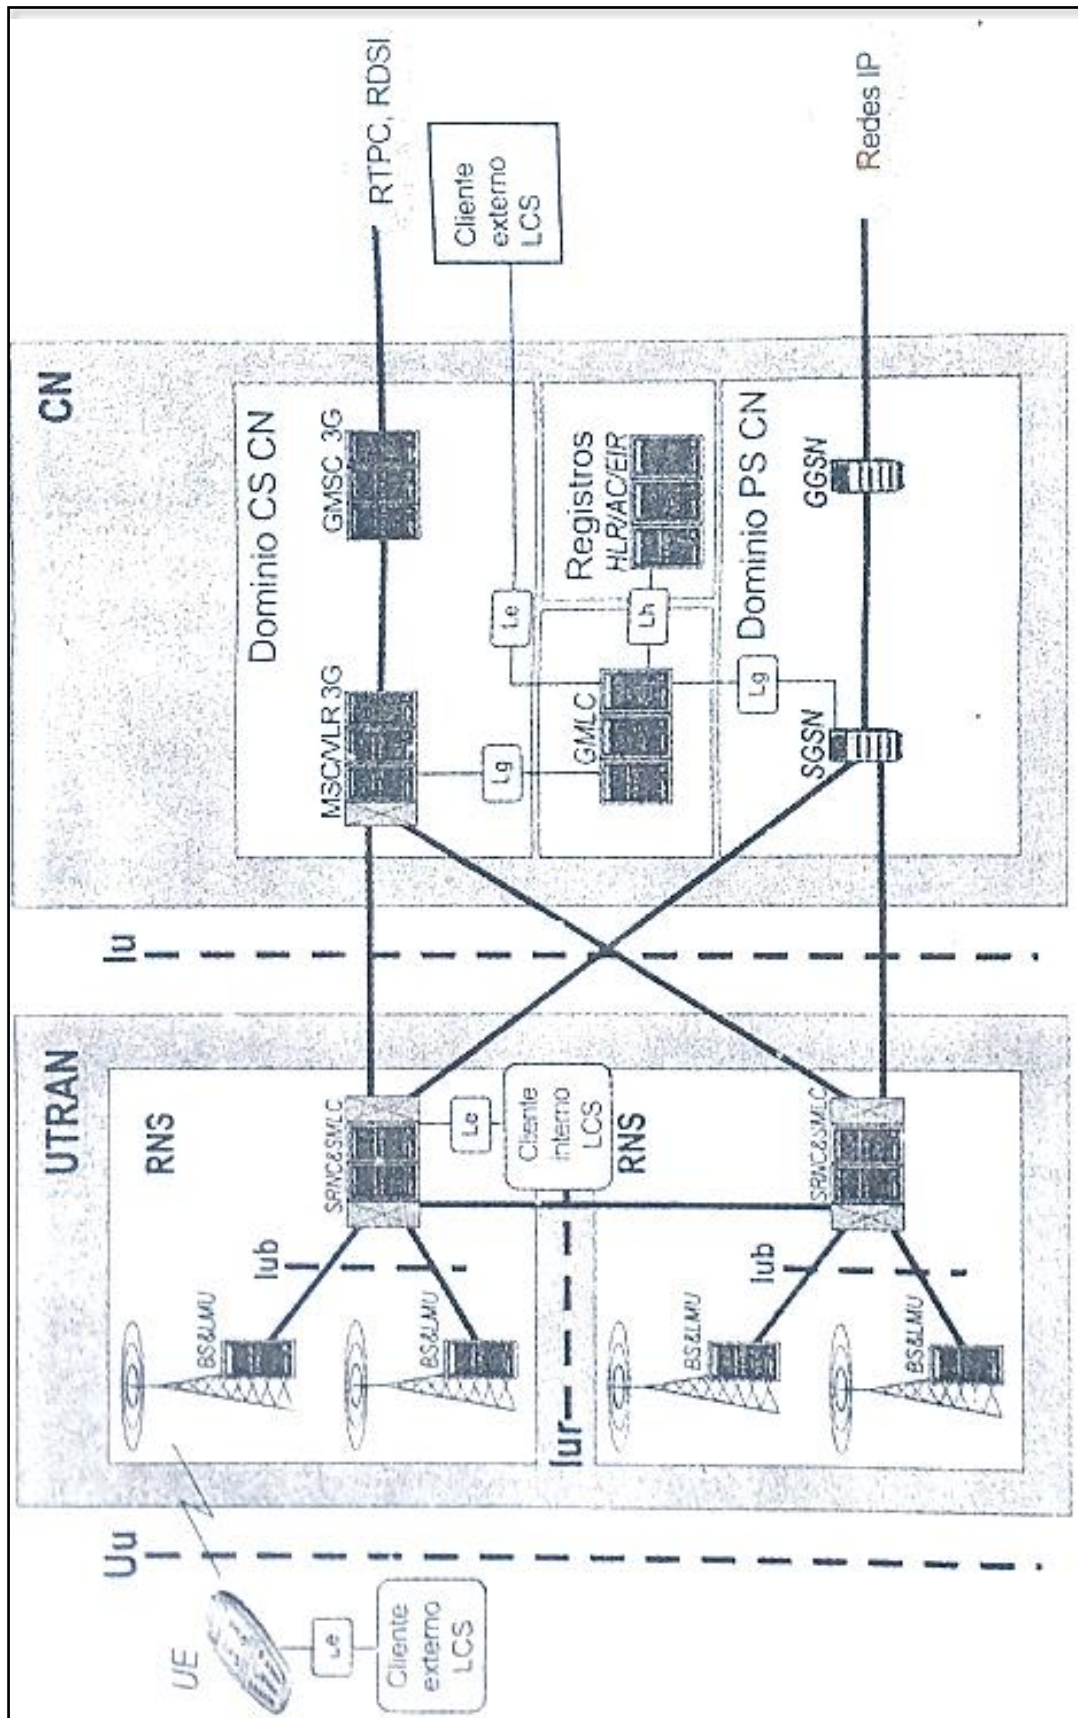 UE
Le
Cliente
externo
LCS
Uu
UTRAN
RNS
BS&LMU
BS&LMU
Iub
SRNC&SMLC
Le
Cliente
interno
LCS
Iur
RNS
BS&LMU
BS&LMU
Iub
SRNC&SMLC
Iu
CN
Dominio CS CN
MSC/VLR 3G
GMSC 3G
RTPC, RDSI
Lg
Le
Cliente
externo
LCS
GMLC
Lh
Registros
HLR/AC/EIR
Lg
Dominio PS CN
SGSN
GGSN
Redes IP